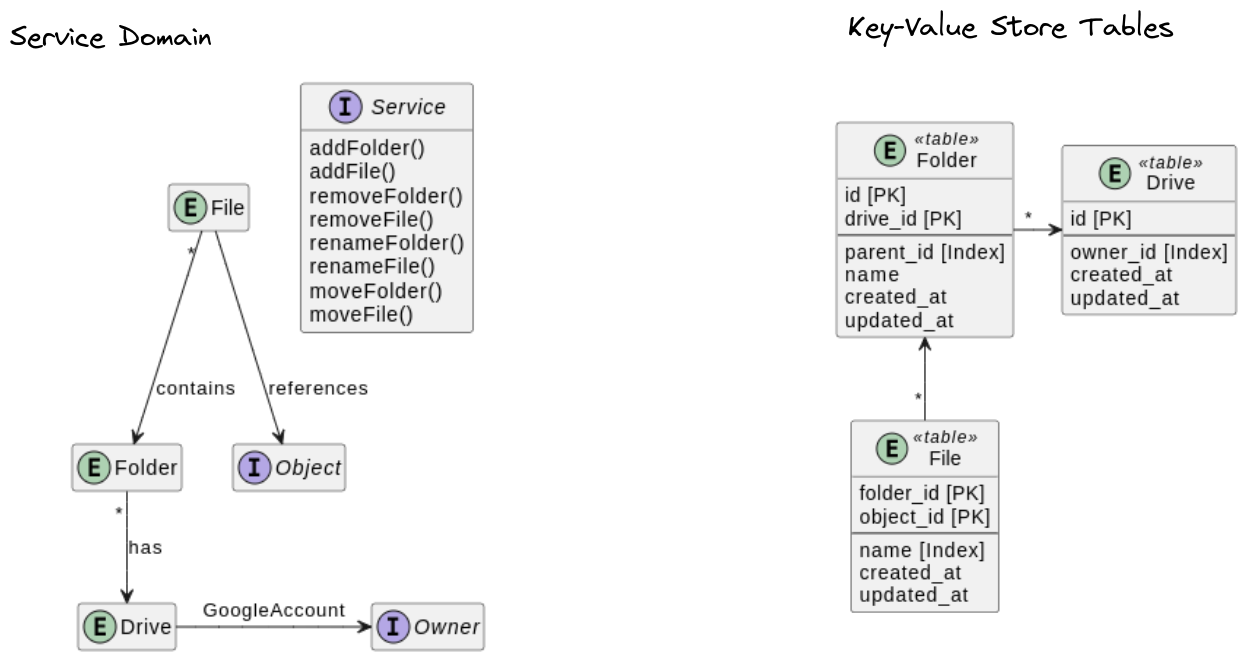 Service Domain
Key-Value Store Tables
I Service
addFolder()
addFile()
removeFolder()
removeFile()
renameFolder()
renameFile()
moveFolder()
moveFile()
E File
*
contains
references
E Folder
I Object
*
has
E Drive
GoogleAccount
I Owner
E «table»
Folder
id [PK]
drive_id [PK]
parent_id [Index]
name
created_at
updated_at
*
E «table»
Drive
id [PK]
owner_id [Index]
created_at
updated_at
*
E «table»
File
folder_id [PK]
object_id [PK]
name [Index]
created_at
updated_at